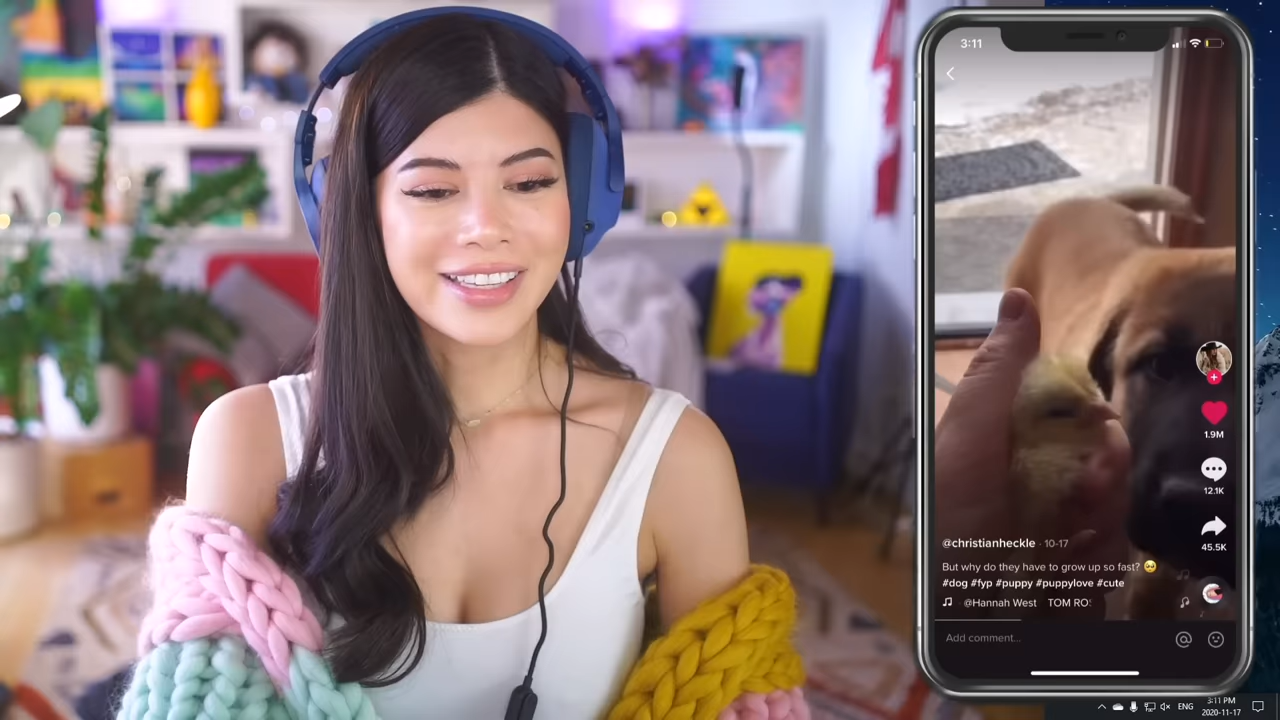 3:11
1.9M
12.1K
45.5K
@christianheckle · 10-17
But why do they have to grow up so fast? 🥺
#dog #fyp #puppy #puppylove #cute
@Hannah West TOM RO
Add comment...
ENG
3:11 PM
2020-11-17